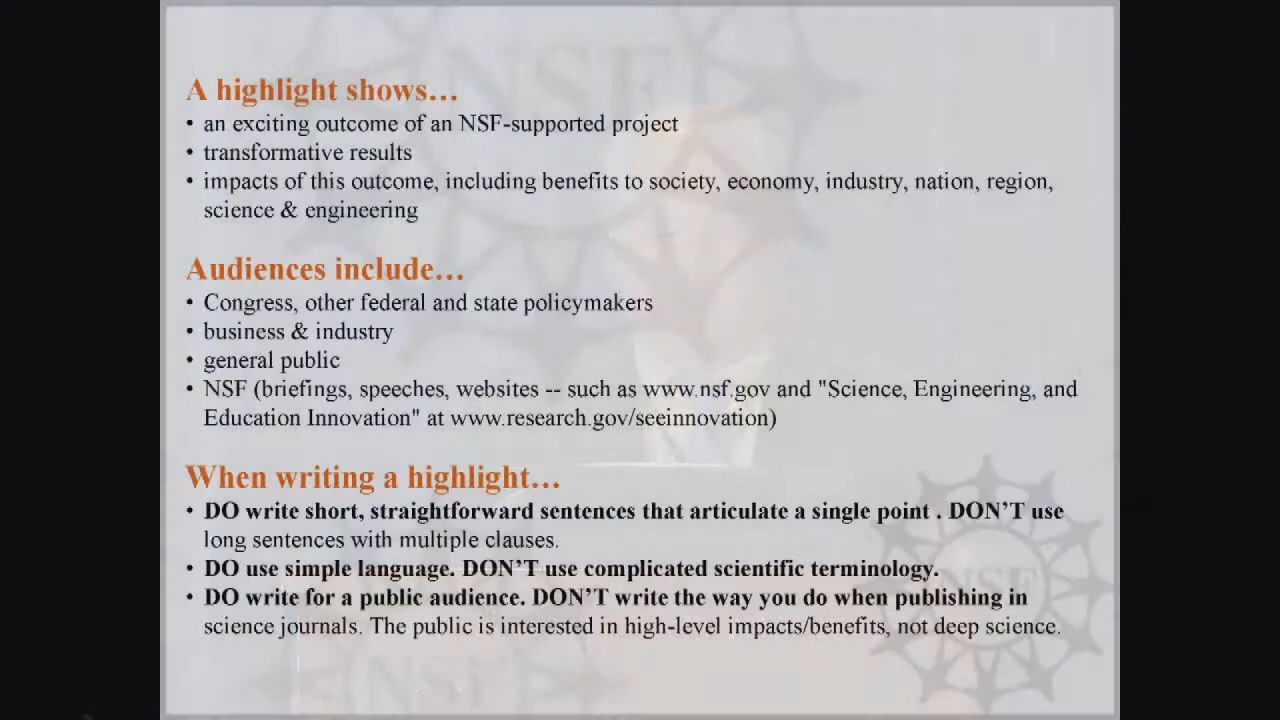 A highlight shows…
• an exciting outcome of an NSF-supported project
• transformative results
• impacts of this outcome, including benefits to society, economy, industry, nation, region,
science & engineering
Audiences include…
• Congress, other federal and state policymakers
• business & industry
• general public
• NSF (briefings, speeches, websites -- such as www.nsf.gov and "Science, Engineering, and
Education Innovation" at www.research.gov/seeinnovation)
When writing a highlight…
• DO write short, straightforward sentences that articulate a single point . DON’T use
long sentences with multiple clauses.
• DO use simple language. DON’T use complicated scientific terminology.
• DO write for a public audience. DON’T write the way you do when publishing in
science journals. The public is interested in high-level impacts/benefits, not deep science.
NSF
NSF
NSF